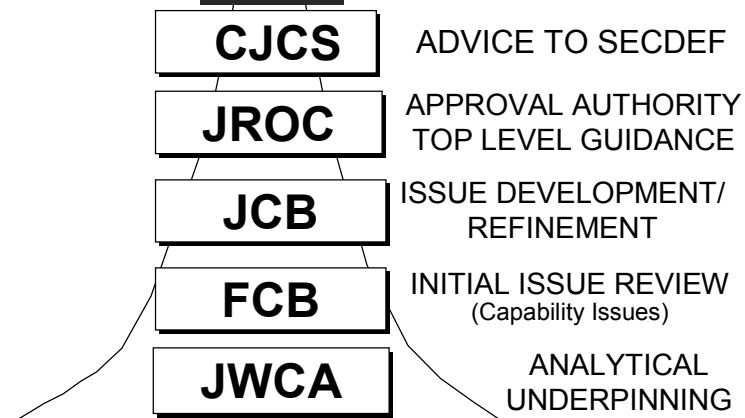 CJCS
ADVICE TO SECDEF
JROC
APPROVAL AUTHORITY
TOP LEVEL GUIDANCE
JCB
ISSUE DEVELOPMENT/
REFINEMENT
FCB
INITIAL ISSUE REVIEW
(Capability Issues)
JWCA
ANALYTICAL
UNDERPINNING